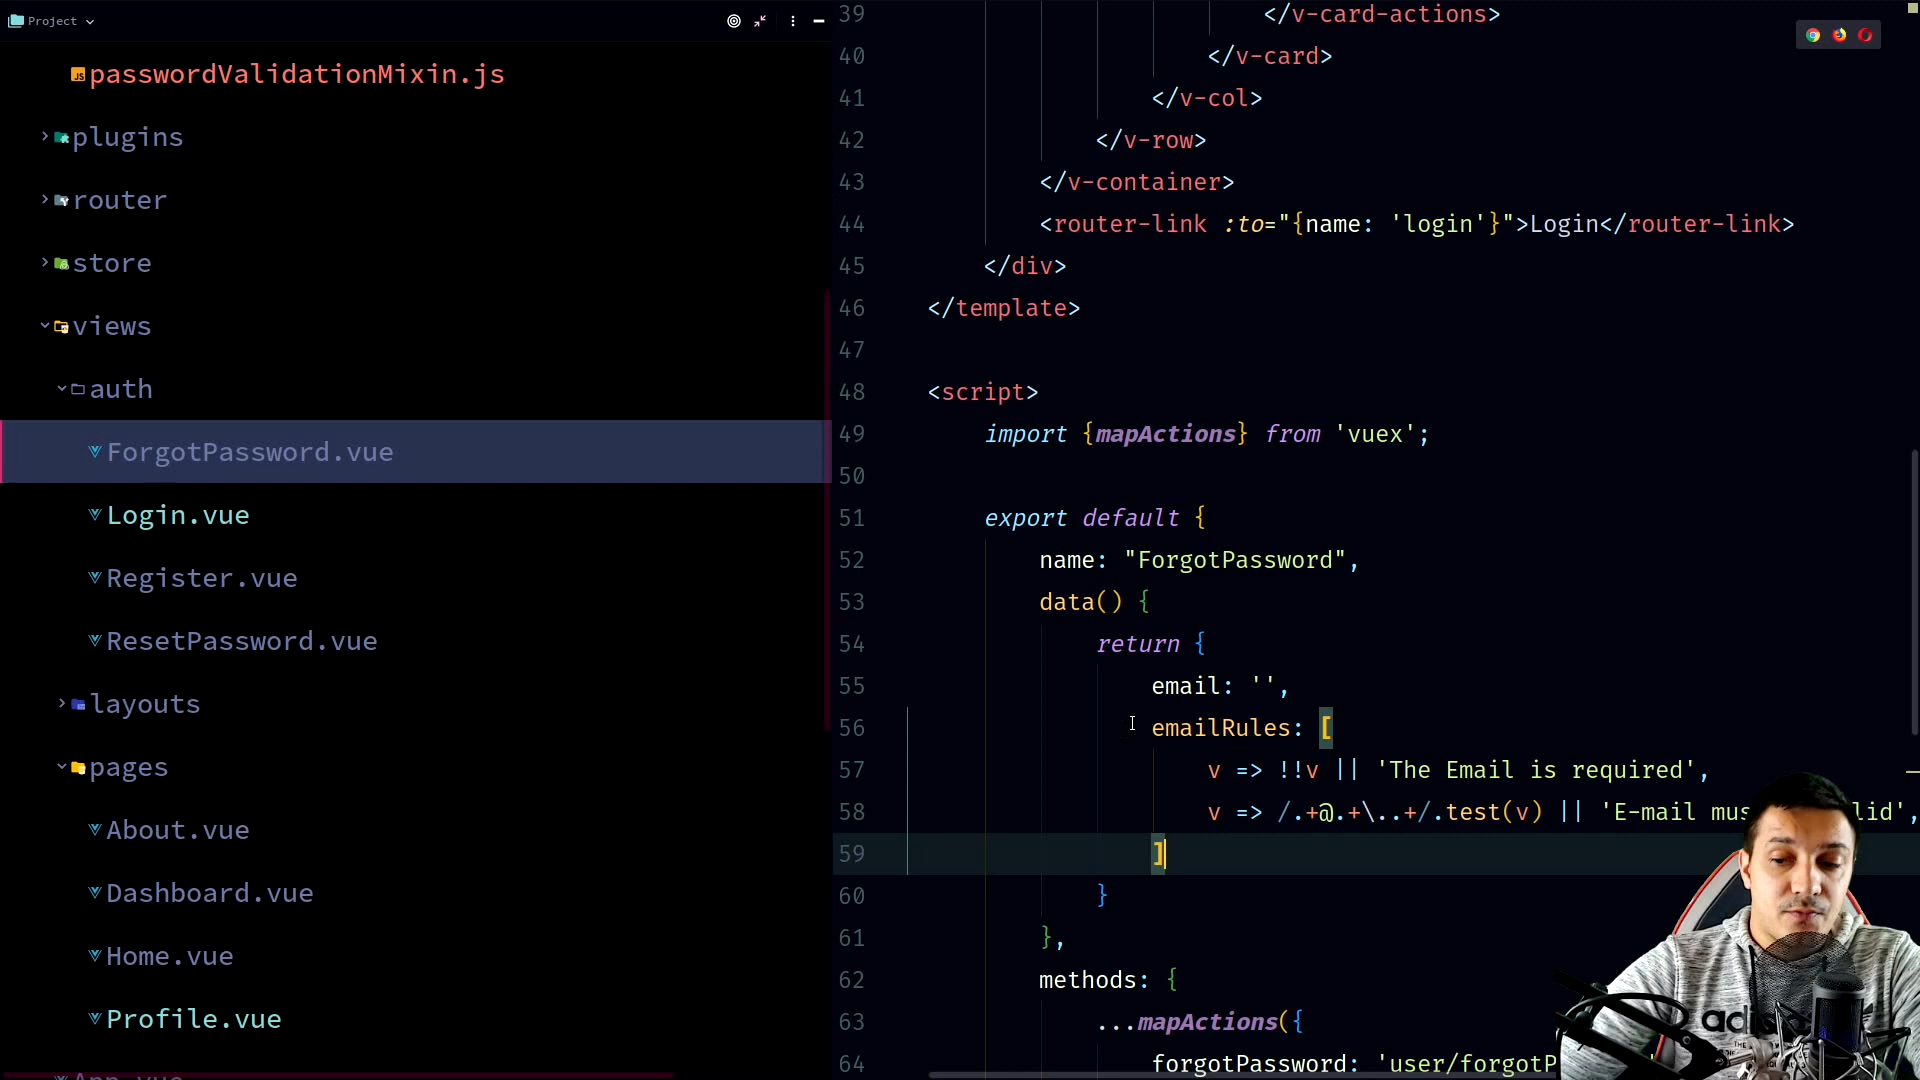 Project
passwordValidationMixin.js
plugins
router
store
views
auth
ForgotPassword.vue
Login.vue
Register.vue
ResetPassword.vue
layouts
pages
About.vue
Dashboard.vue
Home.vue
Profile.vue
App.vue
39 </v-card-actions>
40 </v-card>
41 </v-col>
42 </v-row>
43 </v-container>
44 <router-link :to="{name: 'login'}">Login</router-link>
45 </div>
46 </template>
47
48 <script>
49 import {mapActions} from 'vuex';
50
51 export default {
52 name: "ForgotPassword",
53 data() {
54 return {
55 email: '',
56 emailRules: [
57 v => !!v || 'The Email is required',
58 v => /.+@.+\..+/.test(v) || 'E-mail mus lid',
59 ]
60 }
61 },
62 methods: {
63 ...mapActions({
64 forgotPassword: 'user/forgotP